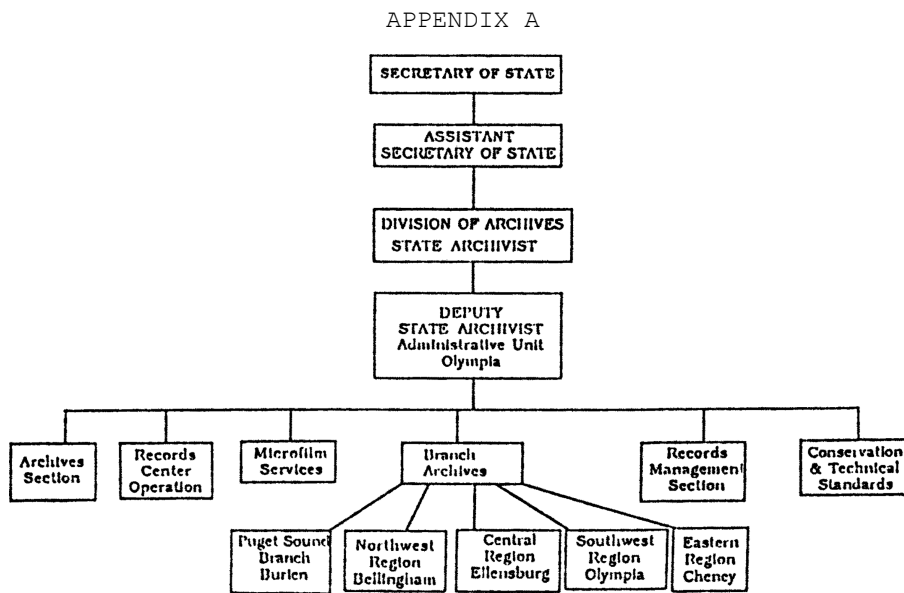 APPENDIX A
SECRETARY OF STATE
ASSISTANT
SECRETARY OF STATE
DIVISION OF ARCHIVES
STATE ARCHIVIST
DEPUTY
STATE ARCHIVIST
Administrative Unit
Olympia
Archives
Section
Records
Center
Operation
Microfilm
Services
Branch
Archives
Records
Management
Section
Conservation
& Technical
Standards
Puget Sound
Branch
Burien
Northwest
Region
Bellingham
Central
Region
Ellensburg
Southwest
Region
Olympia
Eastern
Region
Cheney